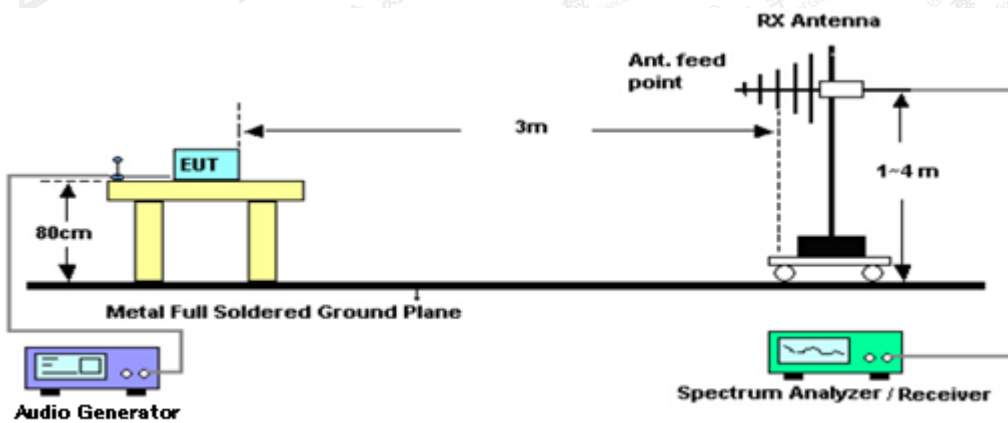 RX Antenna
Ant. feed
point
3m
EUT
1~4 m
80cm
Metal Full Soldered Ground Plane
Audio Generator
Spectrum Analyzer / Receiver